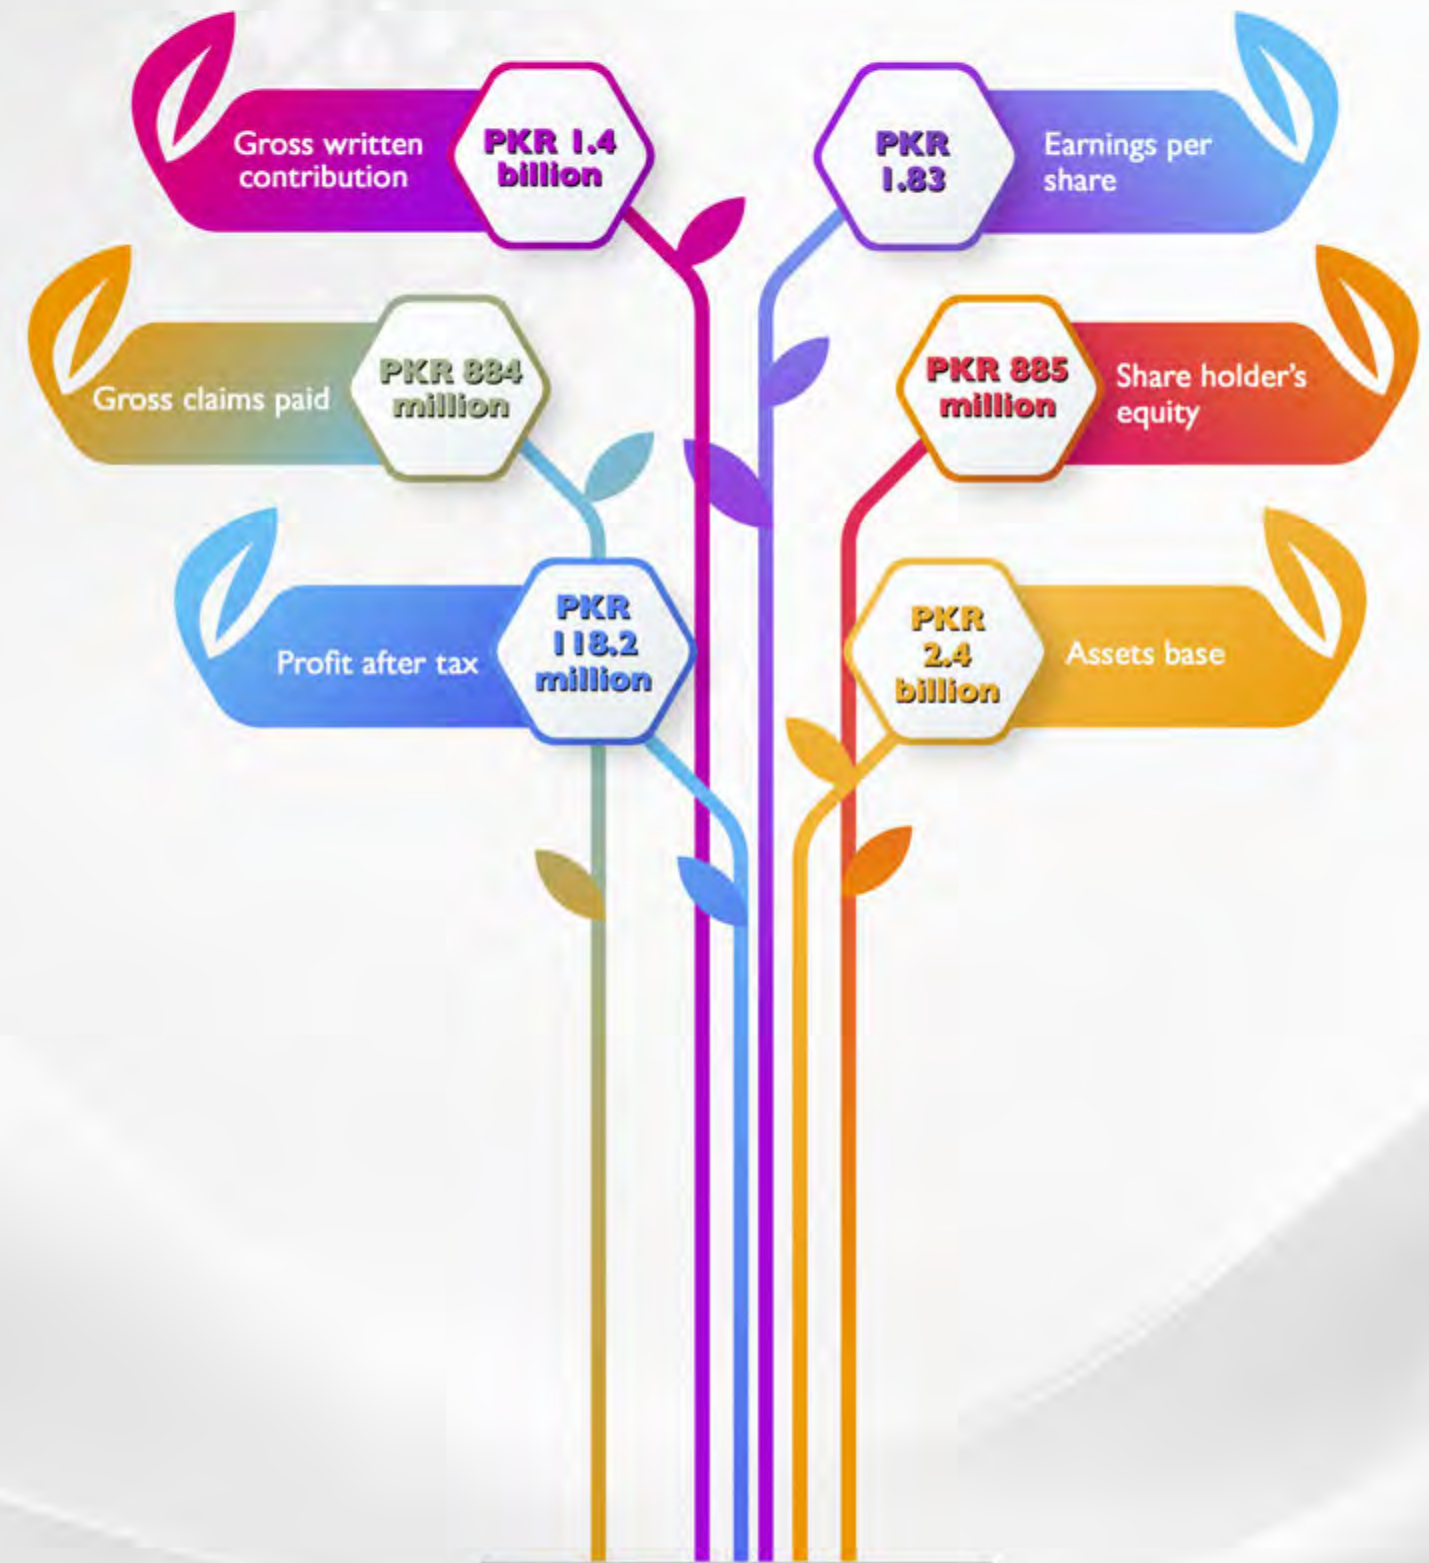 Gross written
contribution
PKR 1.4
billion
PKR
1.83
Earnings per
share
Gross claims paid
PKR 884
million
PKR 885
million
Share holder's
equity
Profit after tax
PKR
118.2
million
PKR
2.4
billion
Assets base